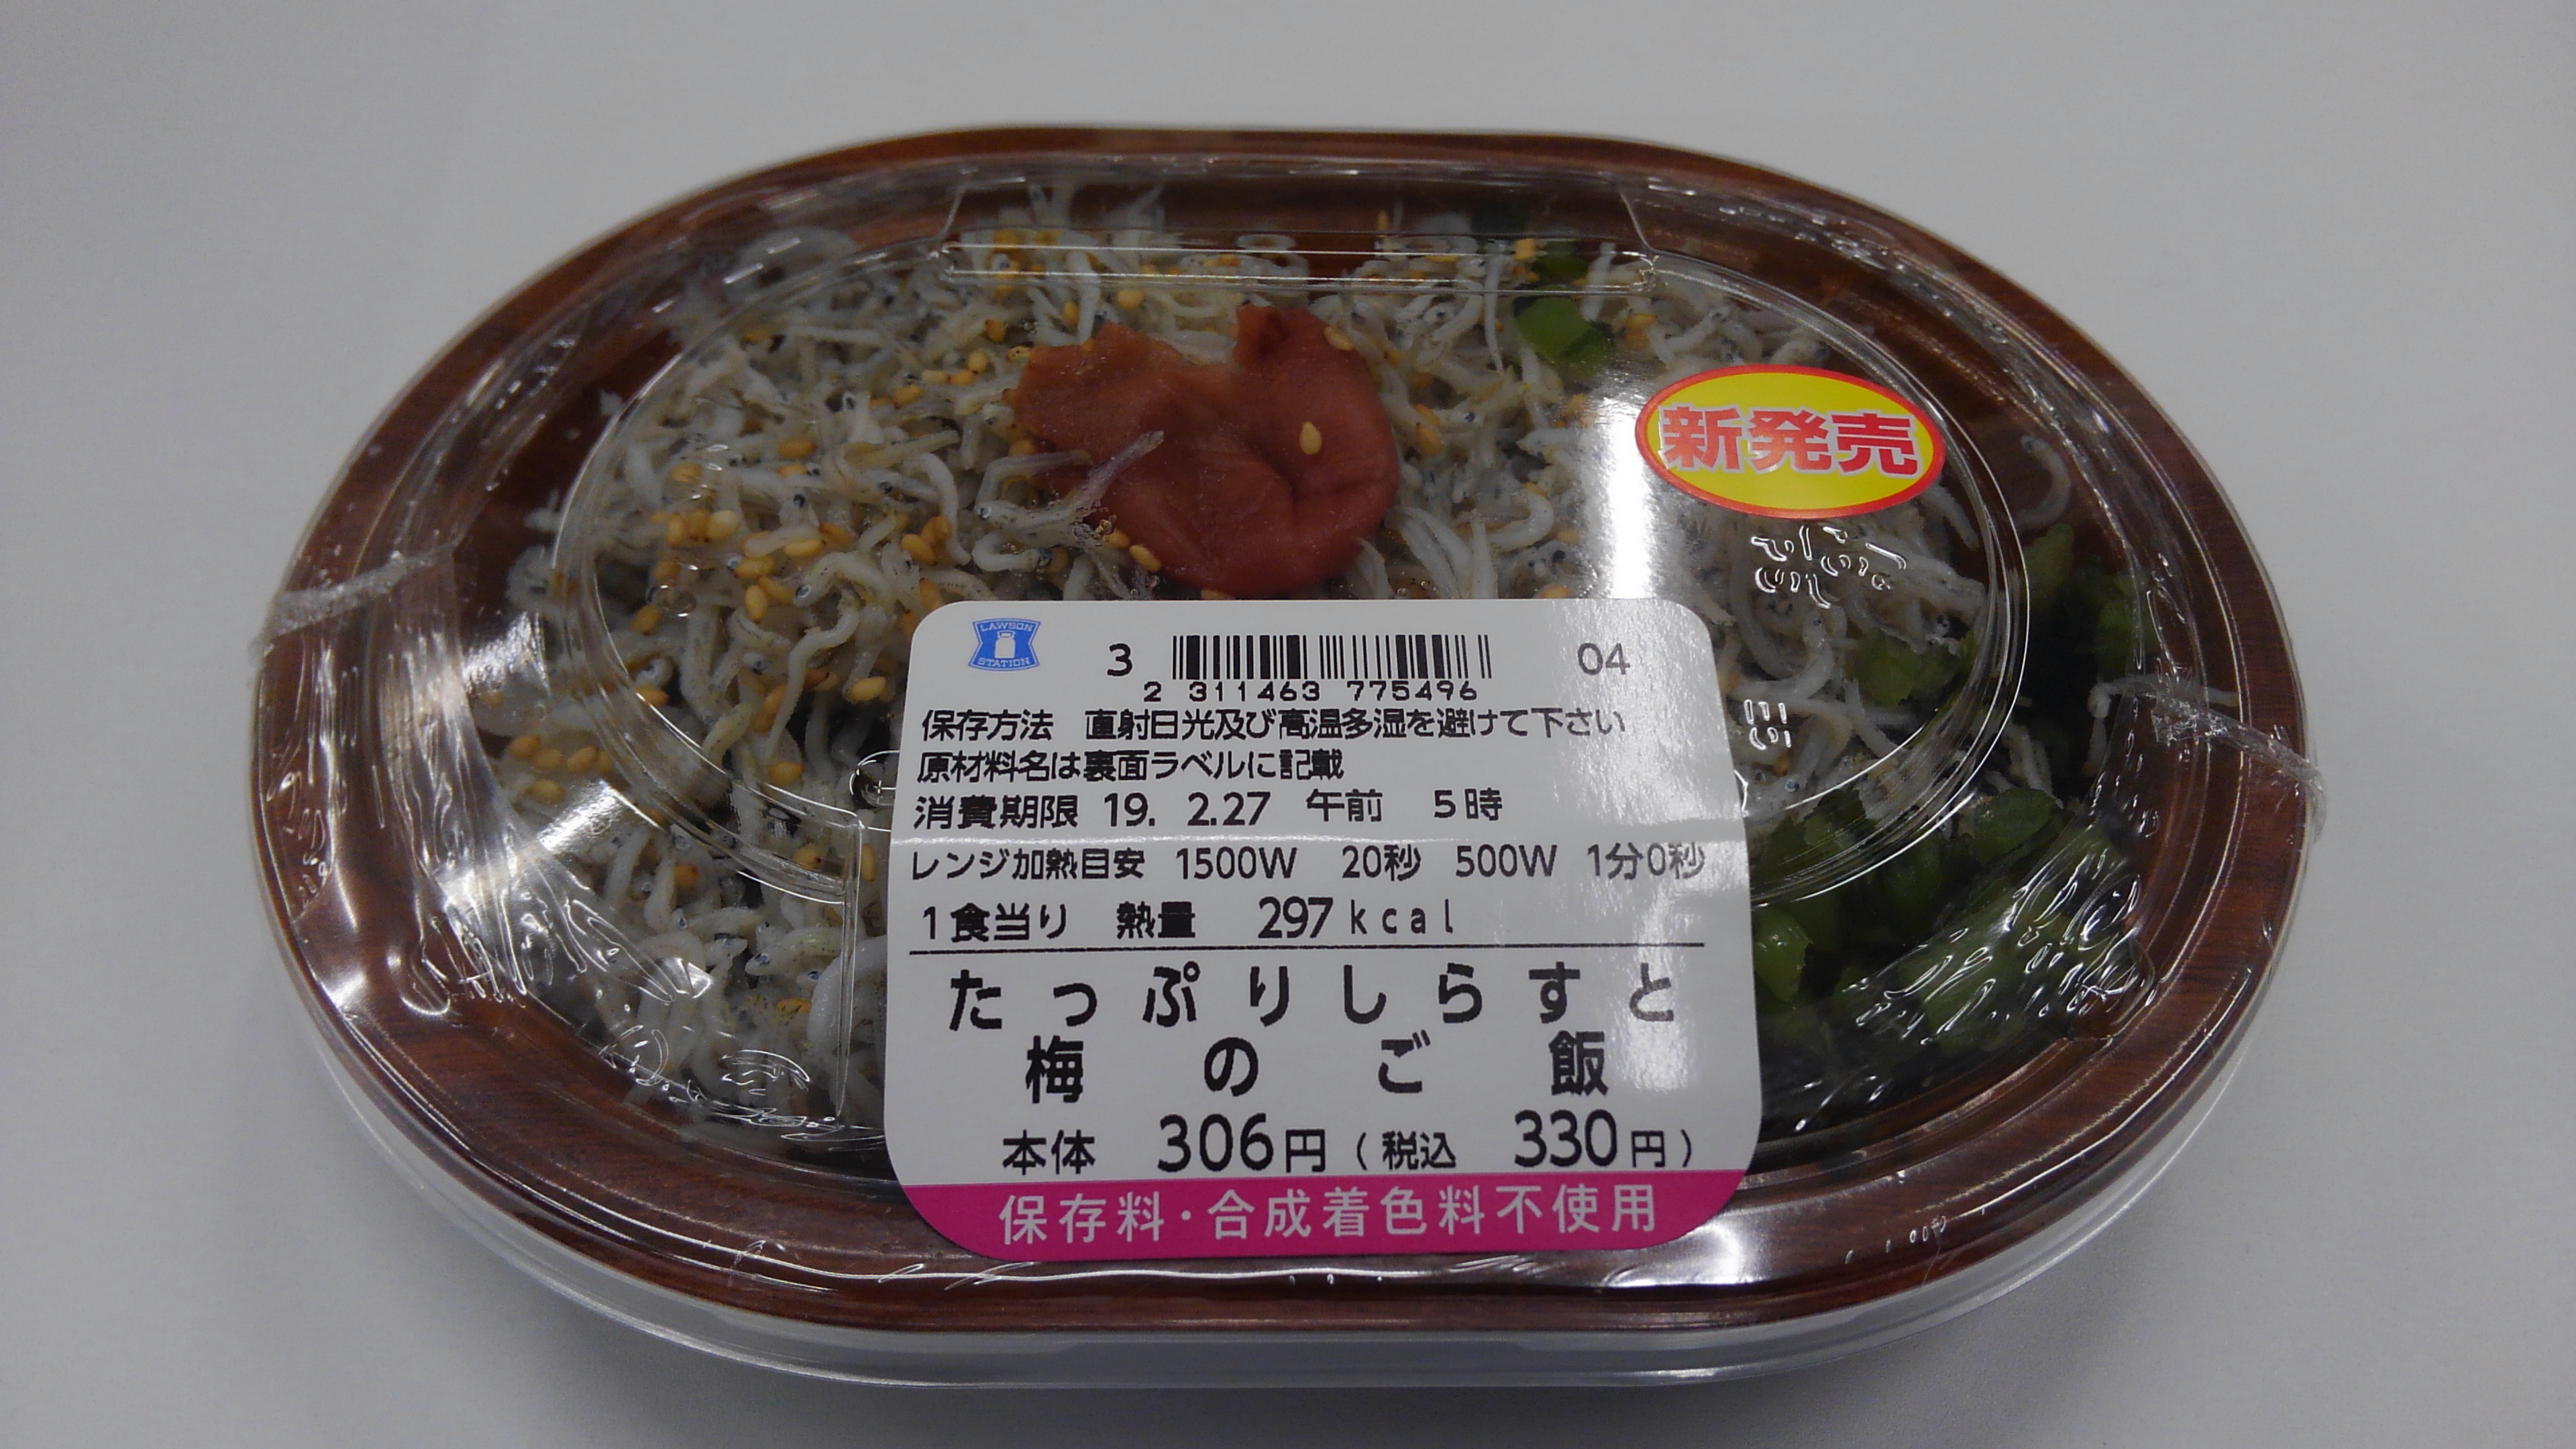 新発売
LAWSON
STATION
3 04
2 311463 775496
保存方法 直射日光及び高温多湿を避けて下さい
原材料名は裏面ラベルに記載
消費期限 19. 2.27 午前 5時
レンジ加熱目安 1500W 20秒 500W 1分0秒
1食当り 熱量 297kcal
たっぷりしらすと
梅のご飯
本体 306円(税込 330円)
保存料・合成着色料不使用